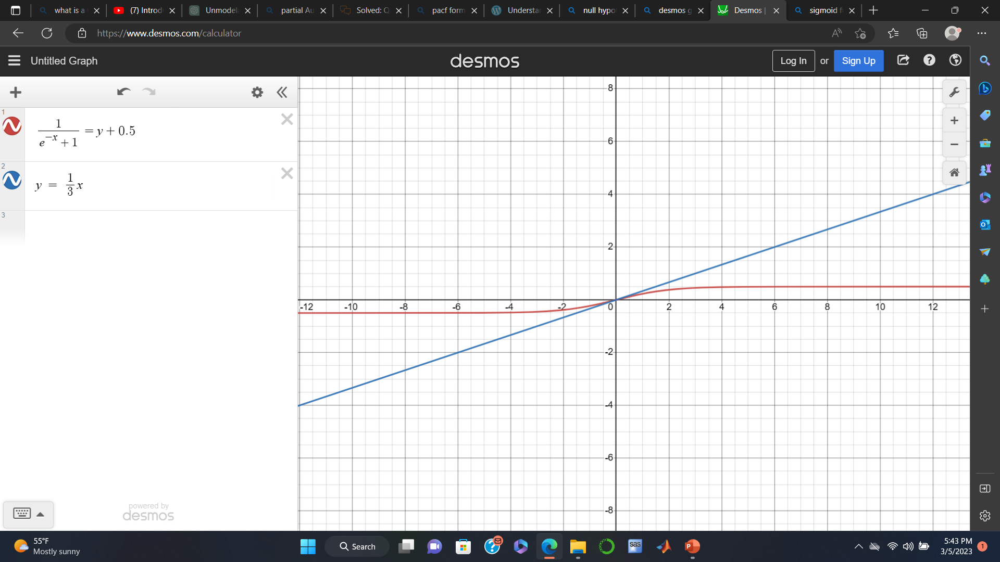 what is a
(7) Introd
Unmodel
partial Au
Solved: Q
pacf form
Understa
null hypo
desmos g
Desmos |
sigmoid f
https://www.desmos.com/calculator
Untitled Graph
desmos
Log In or Sign Up
1
1/(e^-x + 1) = y + 0.5
2
y = 1/3 x
3
8
6
4
2
-12 -10 -8 -6 -4 -2 0 2 4 6 8 10 12
-2
-4
-6
-8
powered by
desmos
55°F
Mostly sunny
Search
sas
P
5:43 PM
3/5/2023
1